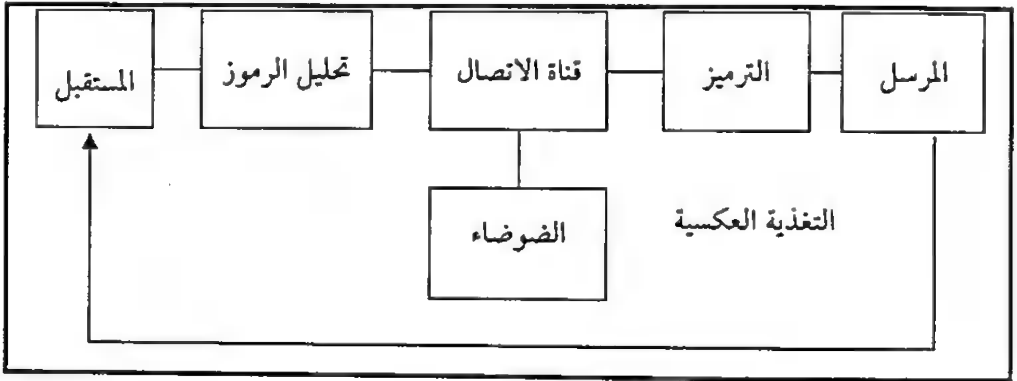 المرسل
الترميز
قناة الاتصال
تحليل الرموز
المستقبل
الضوضاء
التغذية العكسية